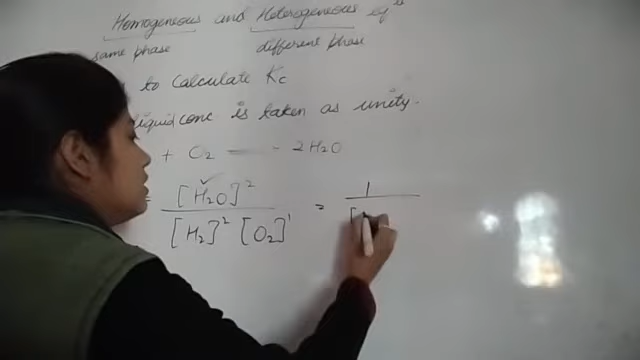 Homogeneous and Heterogeneous eqᵐˢ
same phase different phase
to calculate Kc
liquid conc is taken as unity.
+ O₂ —— 2H₂O
= [H₂O]² / [H₂]² [O₂]¹ = 1 / [